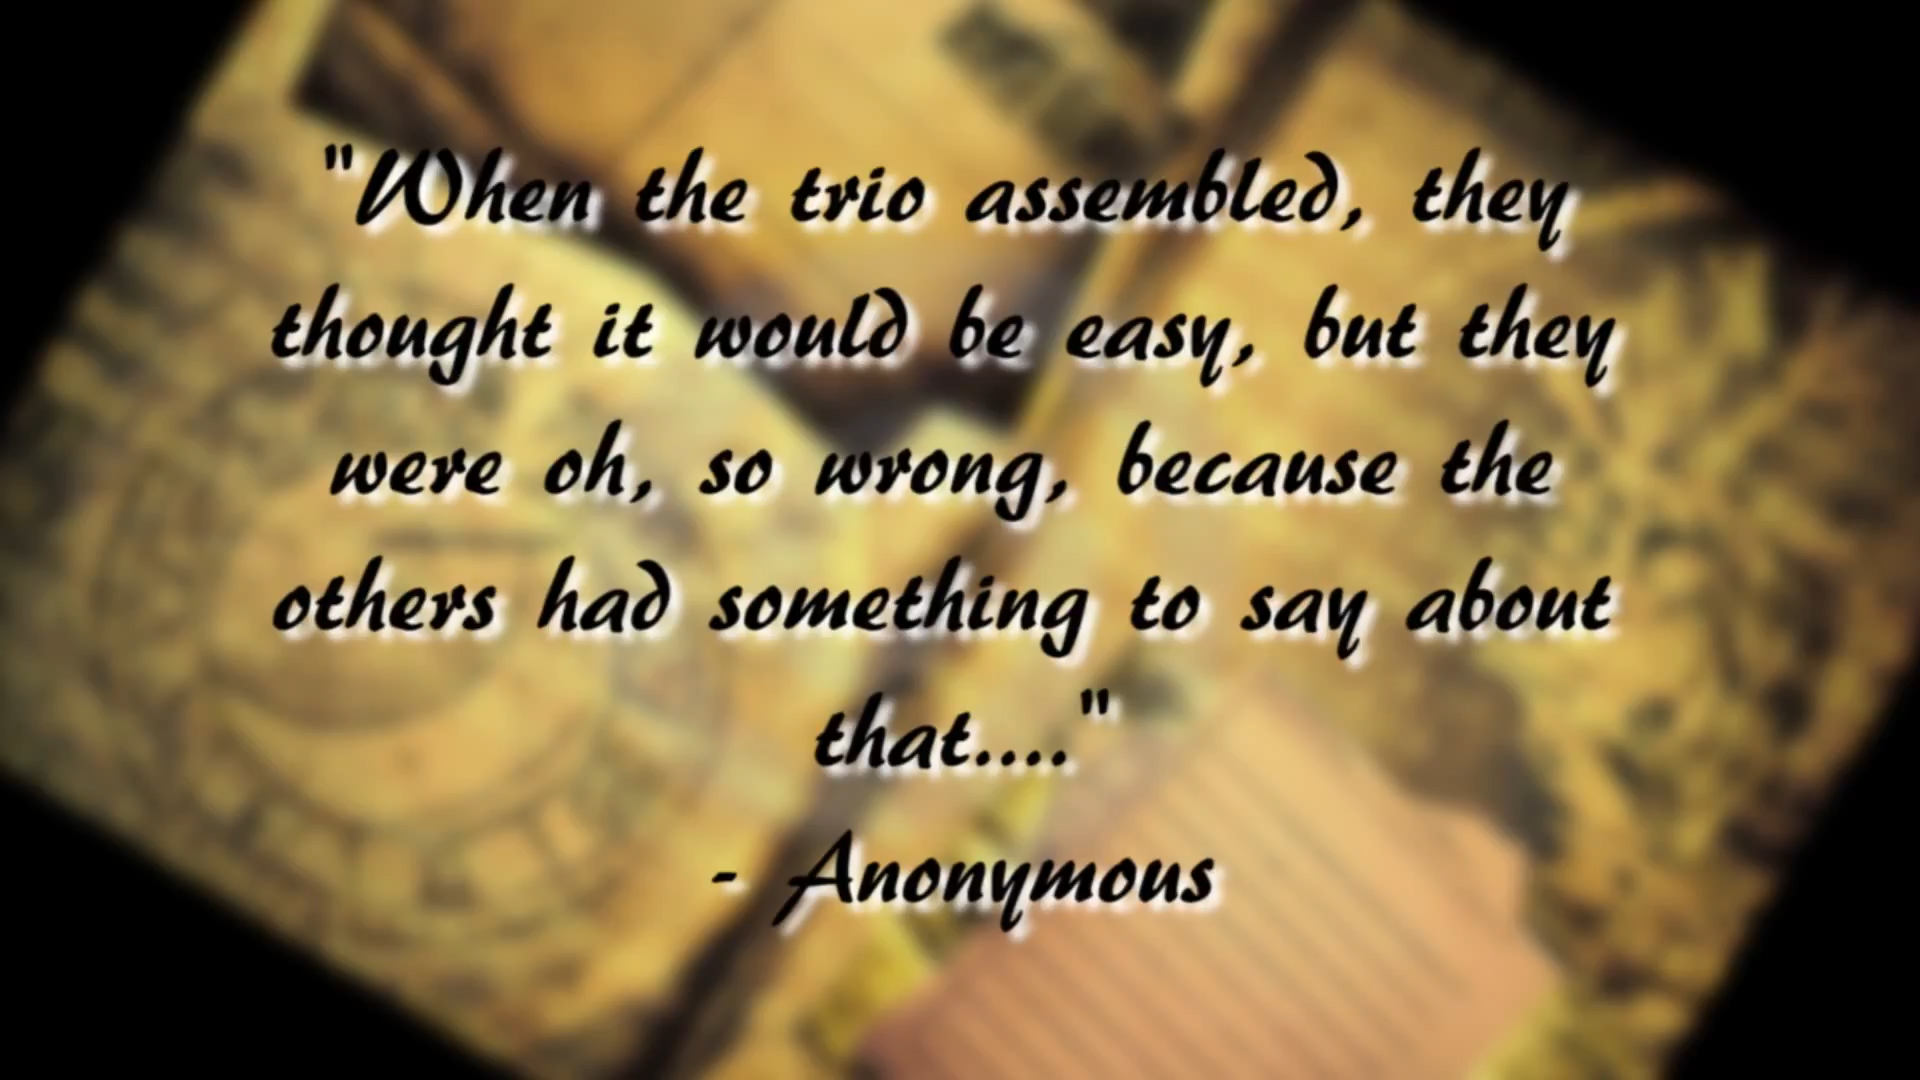 "When the trio assembled, they
thought it would be easy, but they
were oh, so wrong, because the
others had something to say about
that...."
- Anonymous